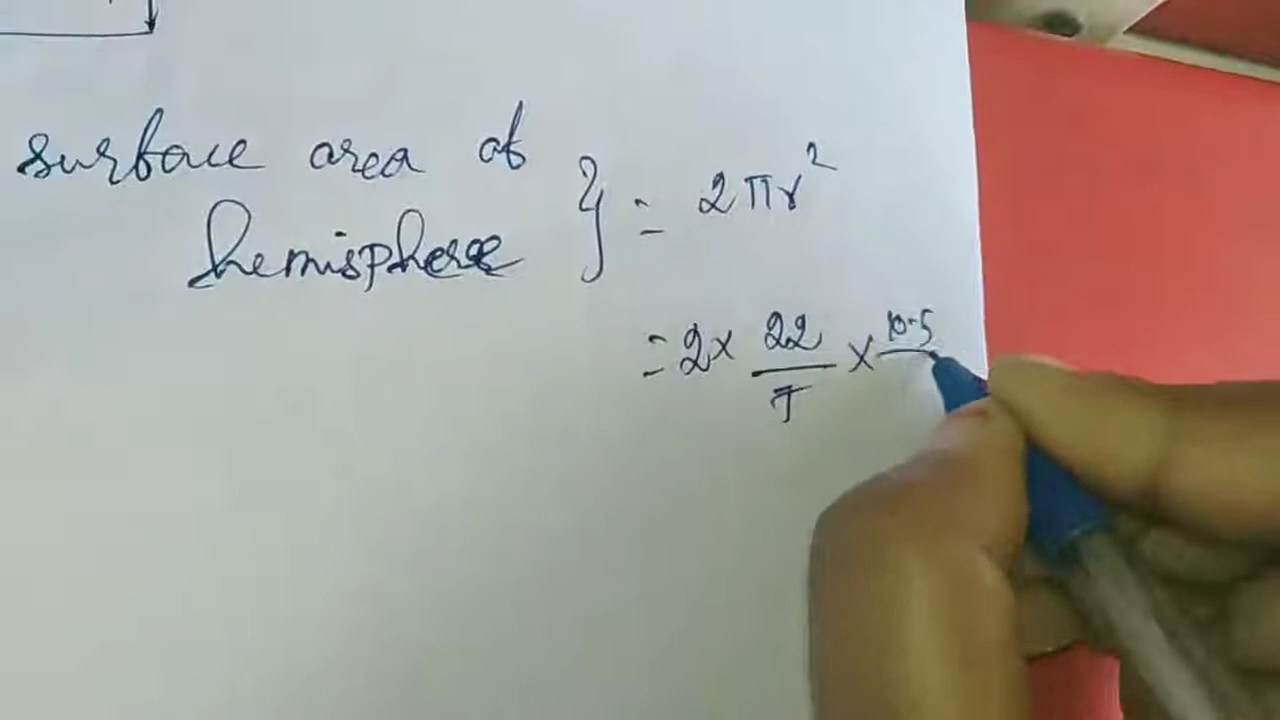 surface area of
hemisphere } = 2πr²
= 2 × 22/7 × 10.5